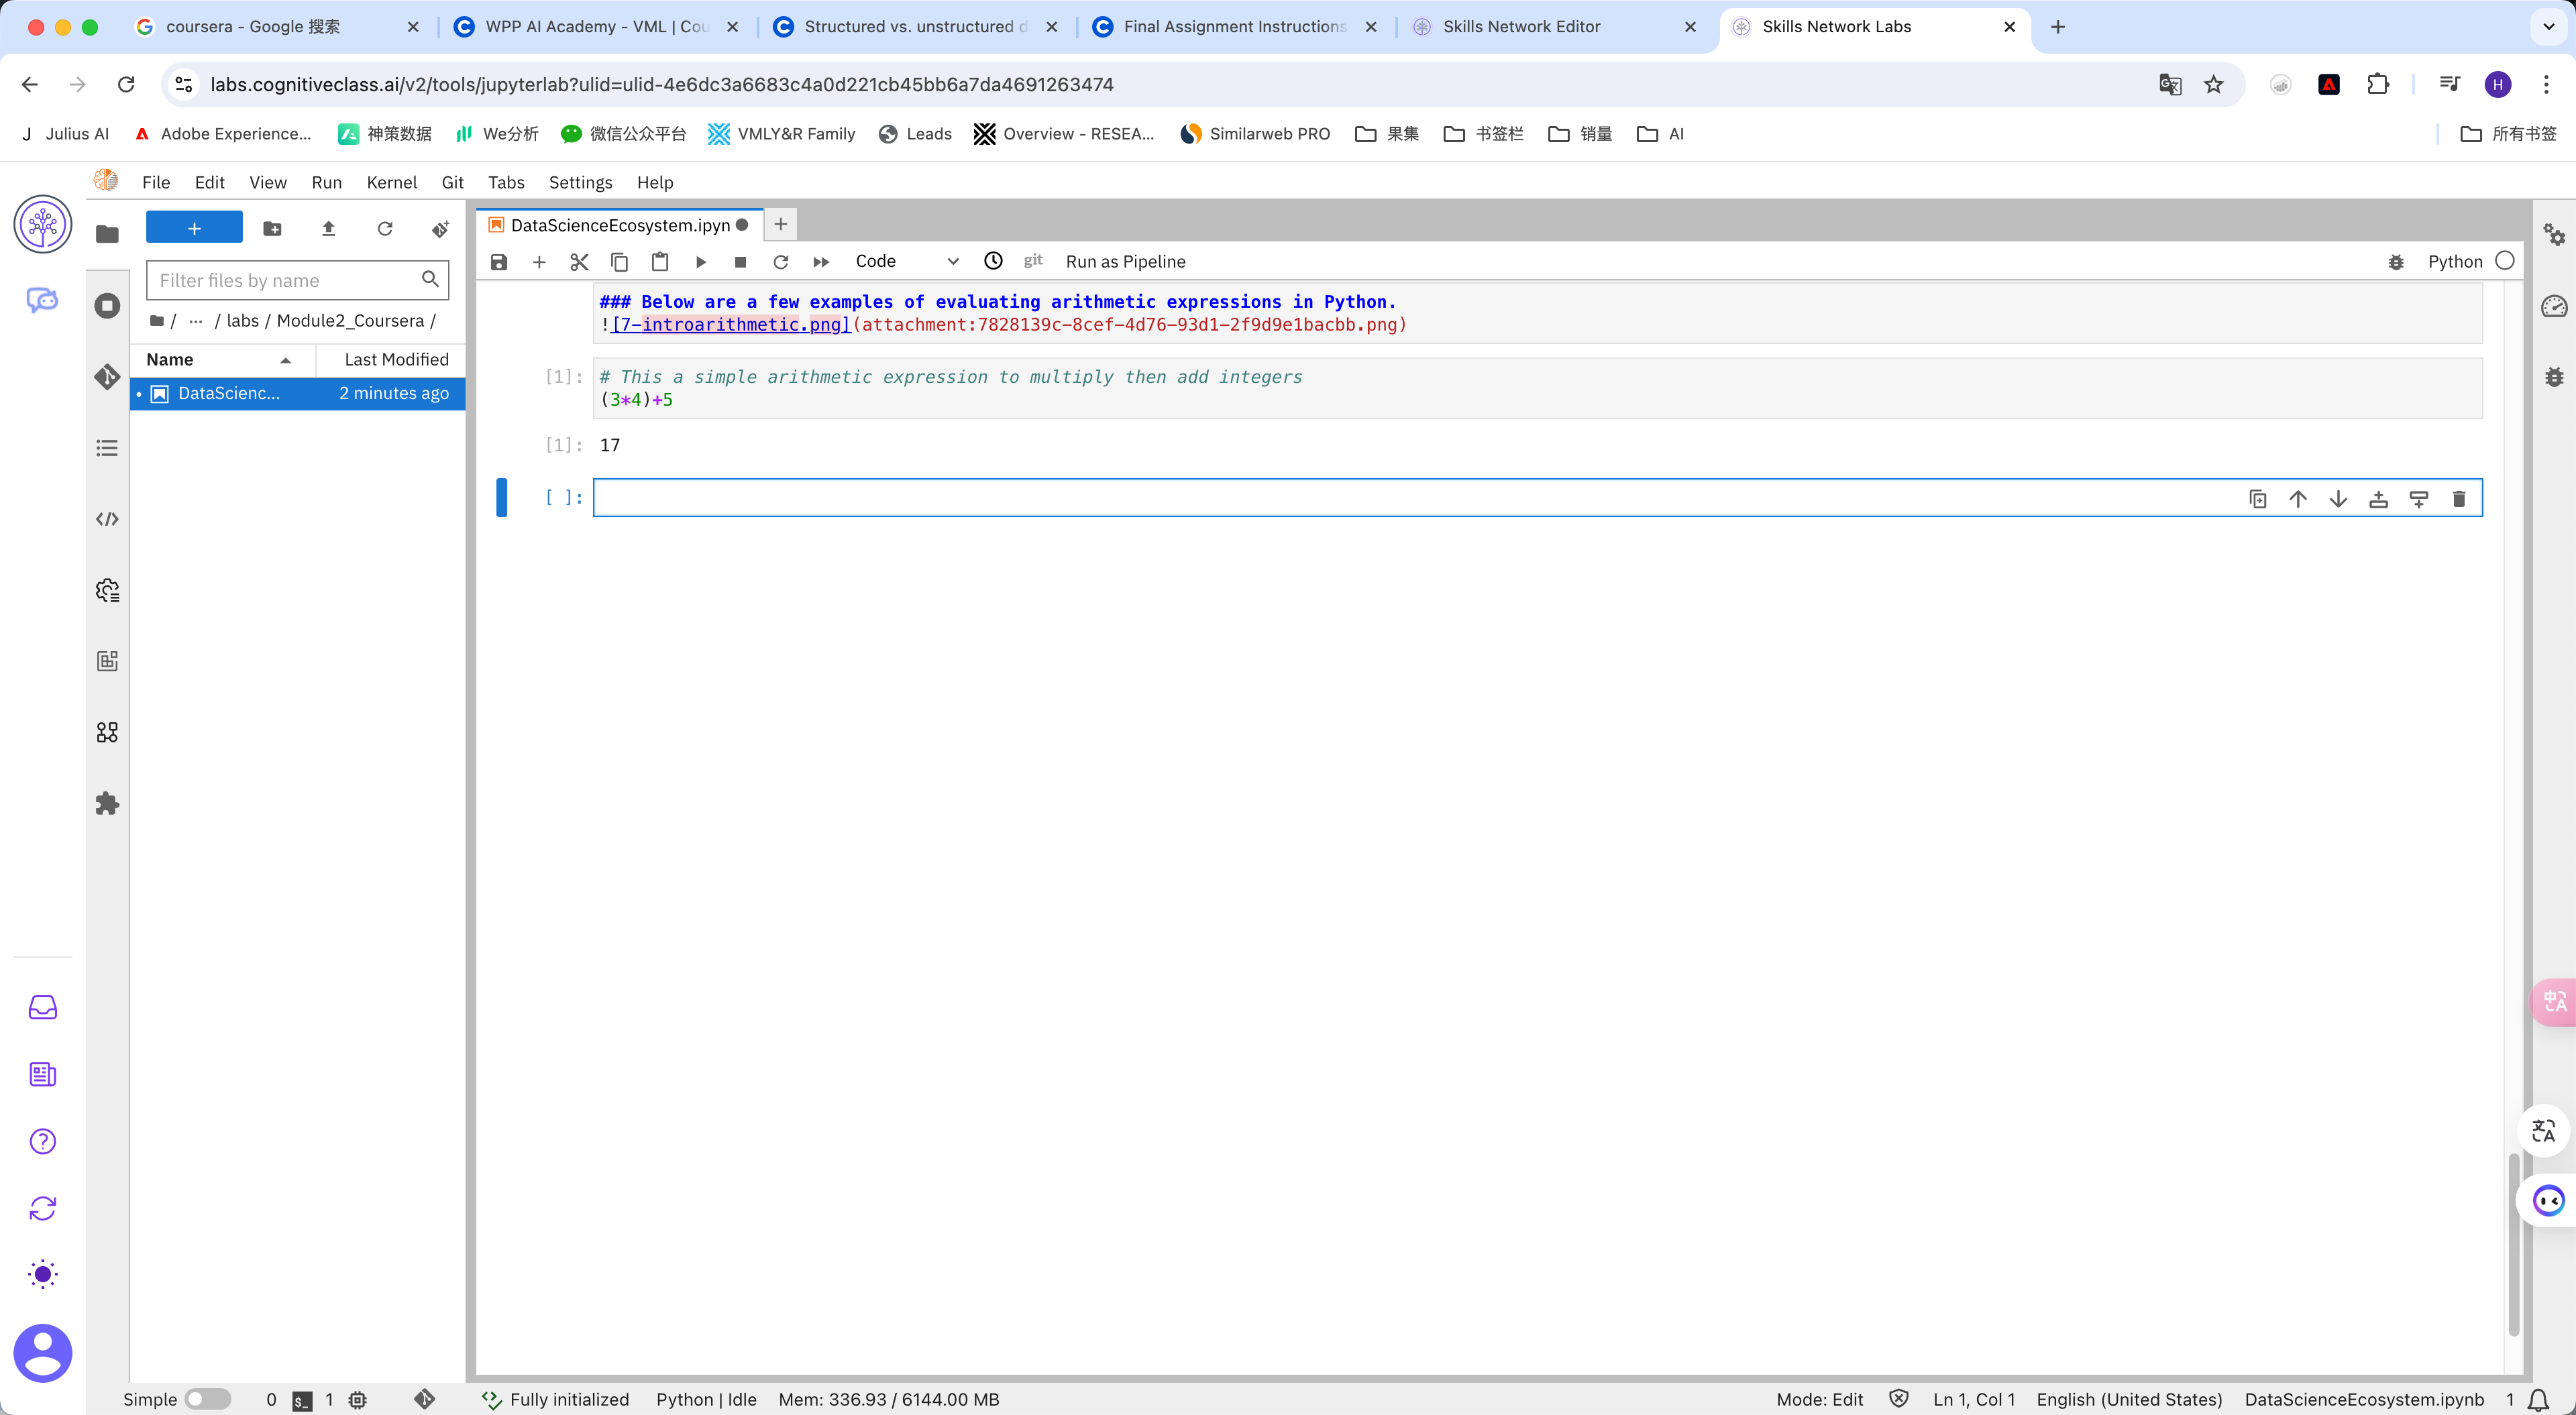 coursera - Google 搜索
WPP AI Academy - VML | Cou
Structured vs. unstructured d
Final Assignment Instructions
Skills Network Editor
Skills Network Labs
labs.cognitiveclass.ai/v2/tools/jupyterlab?ulid=ulid-4e6dc3a6683c4a0d221cb45bb6a7da4691263474
H
J Julius AI
Adobe Experience...
神策数据
We分析
微信公众平台
VMLY&R Family
Leads
Overview - RESEA...
Similarweb PRO
果集
书签栏
销量
AI
所有书签
File Edit View Run Kernel Git Tabs Settings Help
DataScienceEcosystem.ipyn
Filter files by name
/ ... / labs / Module2_Coursera /
Name Last Modified
DataScienc... 2 minutes ago
Code
git
Run as Pipeline
Python
### Below are a few examples of evaluating arithmetic expressions in Python.
![7-introarithmetic.png](attachment:7828139c-8cef-4d76-93d1-2f9d9e1bacbb.png)
[1]: # This a simple arithmetic expression to multiply then add integers
(3*4)+5
[1]: 17
[ ]:
Simple 0 $_ 1
Fully initialized Python | Idle Mem: 336.93 / 6144.00 MB
Mode: Edit Ln 1, Col 1 English (United States) DataScienceEcosystem.ipynb 1